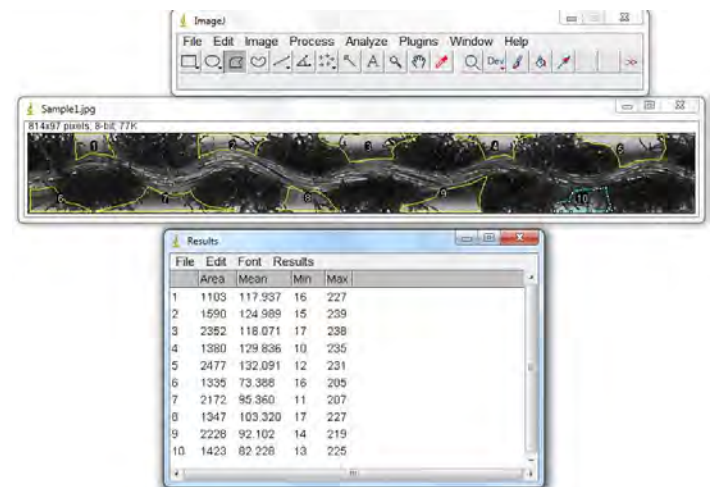 ImageJ
File Edit Image Process Analyze Plugins Window Help
A Dev >>
Sample1.jpg
814x97 pixels; 8-bit; 77K
1 2 3 4 5
6 7 8 9 10
Results
File Edit Font Results
Area Mean Min Max
1 1103 117.937 16 227
2 1590 124.989 15 239
3 2352 118.071 17 238
4 1380 129.836 10 235
5 2477 132.091 12 231
6 1335 73.388 16 205
7 2172 95.360 11 207
8 1347 103.320 17 227
9 2228 92.102 14 219
10 1423 82.228 13 225